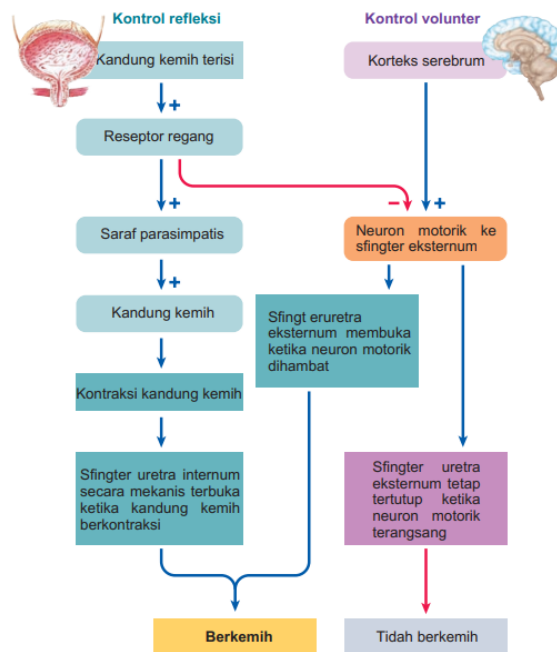 Kontrol refleksi
Kontrol volunter
Kandung kemih terisi
Korteks serebrum
+
Reseptor regang
−
+
+
Saraf parasimpatis
Neuron motorik ke
sfingter eksternum
+
Kandung kemih
Sfingt eruretra
eksternum membuka
ketika neuron motorik
dihambat
Kontraksi kandung kemih
Sfingter uretra internum
secara mekanis terbuka
ketika kandung kemih
berkontraksi
Sfingter uretra
eksternum tetap
tertutup ketika
neuron motorik
terangsang
Berkemih
Tidah berkemih